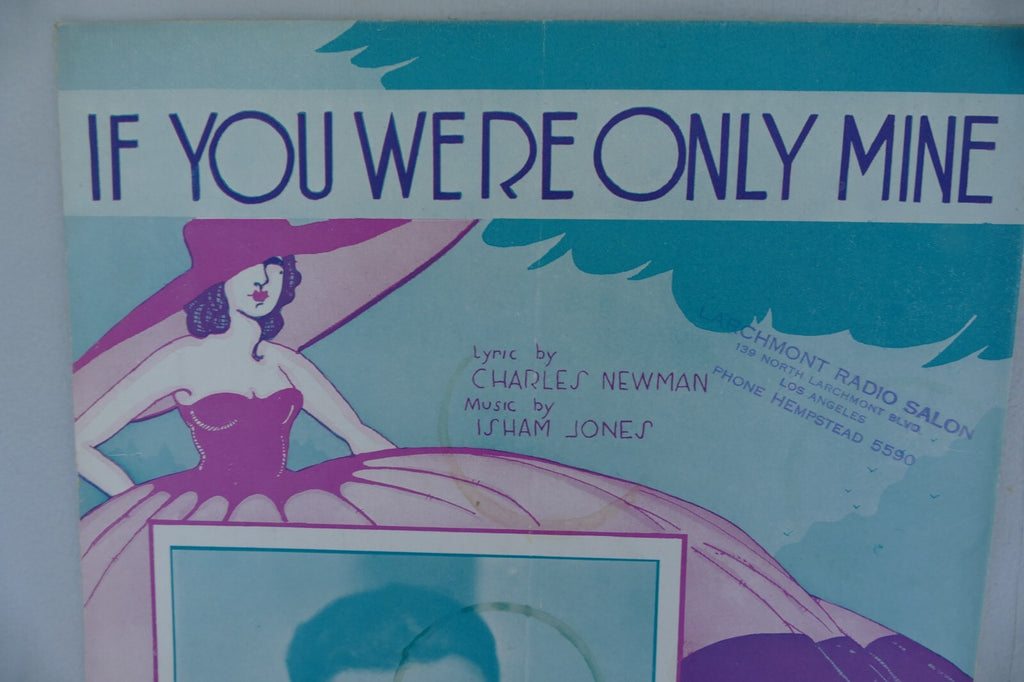 IF YOU WERE ONLY MINE
Lyric by
CHARLES NEWMAN
Music by
ISHAM JONES
LARCHMONT RADIO SALON
139 NORTH LARCHMONT BLVD.
LOS ANGELES
PHONE HEMPSTEAD 5590